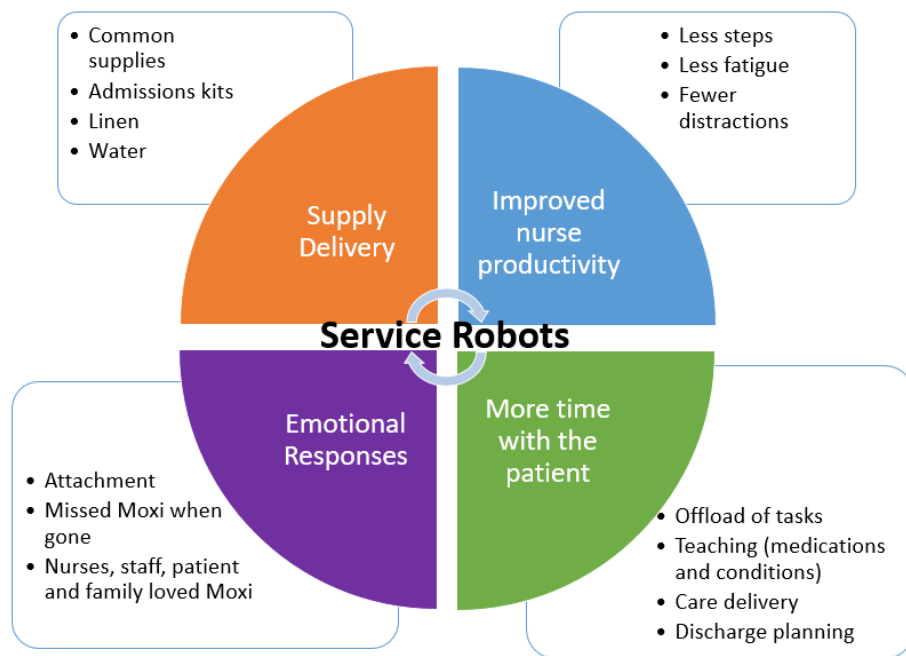 • Common
supplies
• Admissions kits
• Linen
• Water
• Less steps
• Less fatigue
• Fewer
distractions
Supply
Delivery
Improved
nurse
productivity
Service Robots
Emotional
Responses
More time
with the
patient
• Attachment
• Missed Moxi when
gone
• Nurses, staff, patient
and family loved Moxi
• Offload of tasks
• Teaching (medications
and conditions)
• Care delivery
• Discharge planning